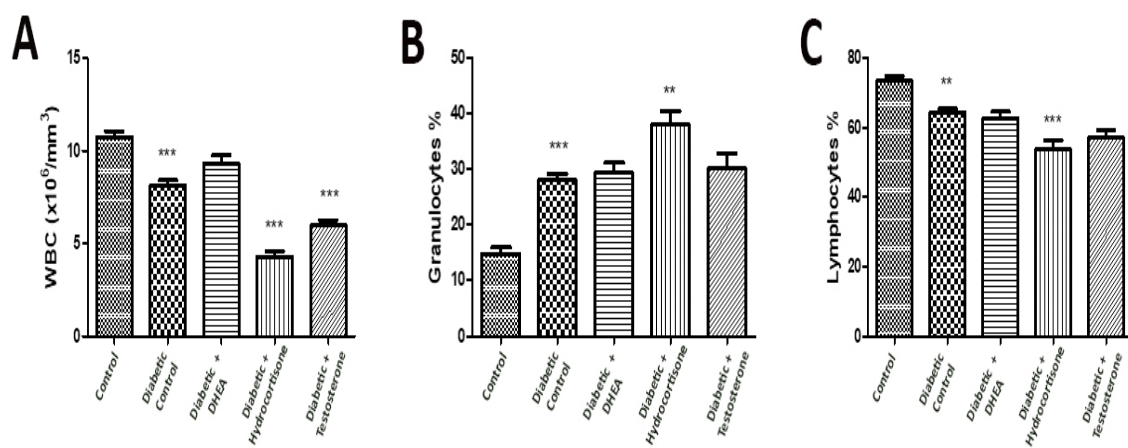 A
WBC (x10⁶/mm³)
15
10
5
0
***
***
***
Control
Diabetic
Control
Diabetic +
DHEA
Diabetic +
Hydrocortisone
Diabetic +
Testosterone
B
Granulocytes %
50
40
30
20
10
0
***
**
Control
Diabetic
Control
Diabetic +
DHEA
Diabetic +
Hydrocortisone
Diabetic +
Testosterone
C
Lymphocytes %
80
60
40
20
0
**
***
Control
Diabetic
Control
Diabetic +
DHEA
Diabetic +
Hydrocortisone
Diabetic +
Testosterone